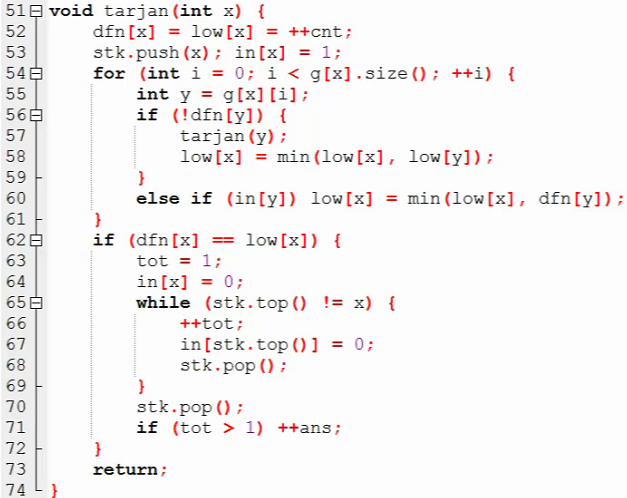 51 void tarjan(int x) {
52     dfn[x] = low[x] = ++cnt;
53     stk.push(x); in[x] = 1;
54     for (int i = 0; i < g[x].size(); ++i) {
55         int y = g[x][i];
56         if (!dfn[y]) {
57             tarjan(y);
58             low[x] = min(low[x], low[y]);
59         }
60         else if (in[y]) low[x] = min(low[x], dfn[y]);
61     }
62     if (dfn[x] == low[x]) {
63         tot = 1;
64         in[x] = 0;
65         while (stk.top() != x) {
66             ++tot;
67             in[stk.top()] = 0;
68             stk.pop();
69         }
70         stk.pop();
71         if (tot > 1) ++ans;
72     }
73     return;
74 }